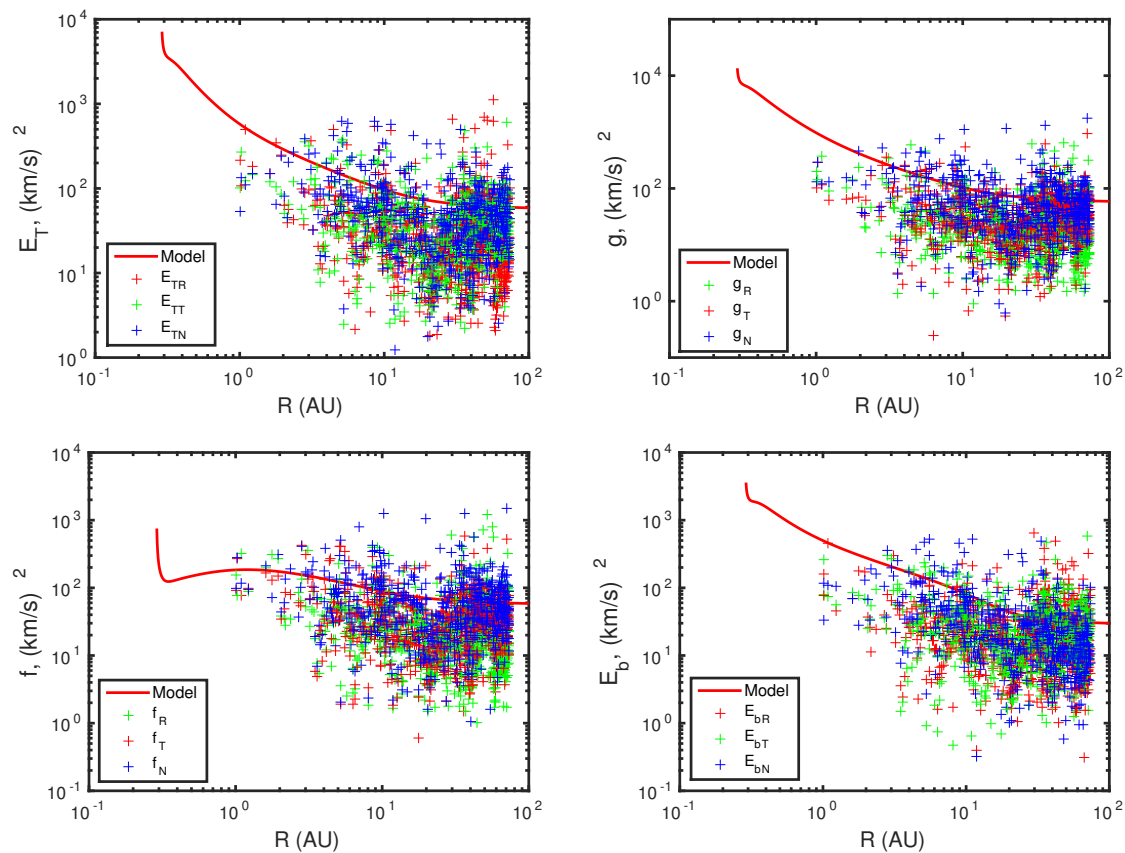 10^4
10^3
10^2
10^1
10^0
E_T, (km/s)^2
Model
E_TR
E_TT
E_TN
10^-1
10^0
10^1
10^2
R (AU)
10^4
10^2
10^0
g, (km/s)^2
Model
g_R
g_T
g_N
10^-1
10^0
10^1
10^2
R (AU)
10^4
10^3
10^2
10^1
10^0
10^-1
f, (km/s)^2
Model
f_R
f_T
f_N
10^-1
10^0
10^1
10^2
R (AU)
10^4
10^3
10^2
10^1
10^0
10^-1
E_b, (km/s)^2
Model
E_bR
E_bT
E_bN
10^-1
10^0
10^1
10^2
R (AU)